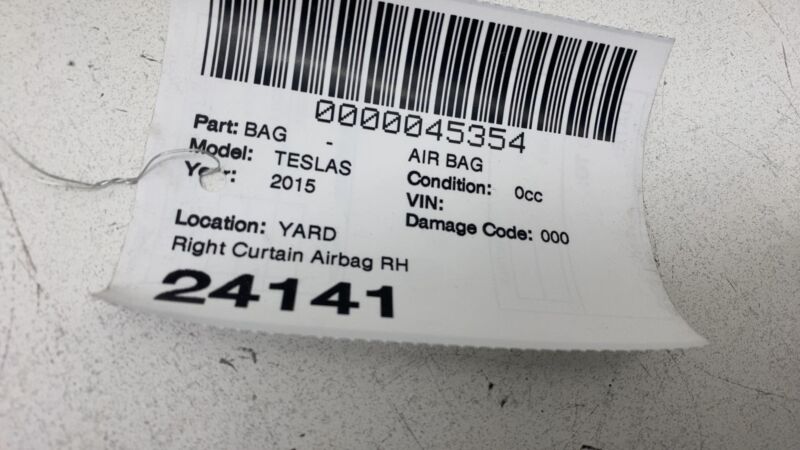 0000045354
Part: BAG - AIR BAG
Model: TESLAS Condition: 0cc
Year: 2015 VIN:
Damage Code: 000
Location: YARD
Right Curtain Airbag RH
24141